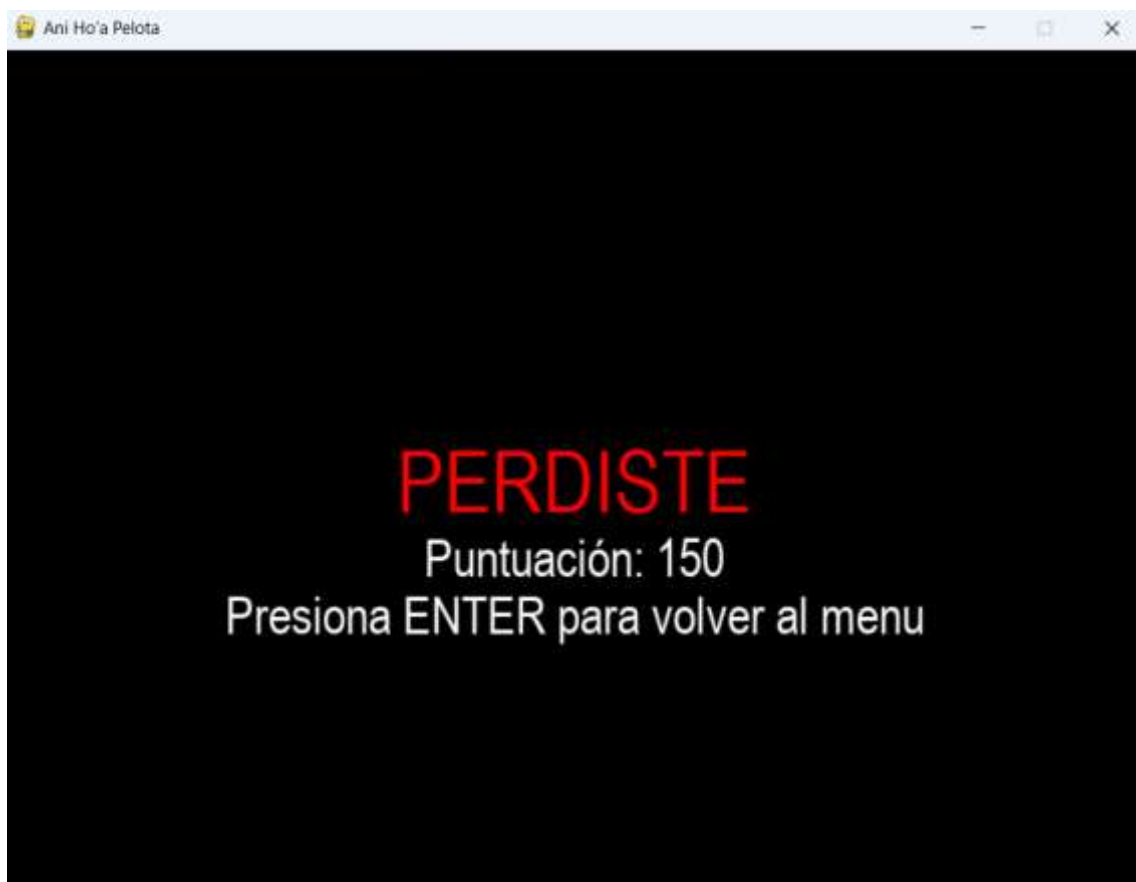 Ani Ho'a Pelota
PERDISTE
Puntuación: 150
Presiona ENTER para volver al menu